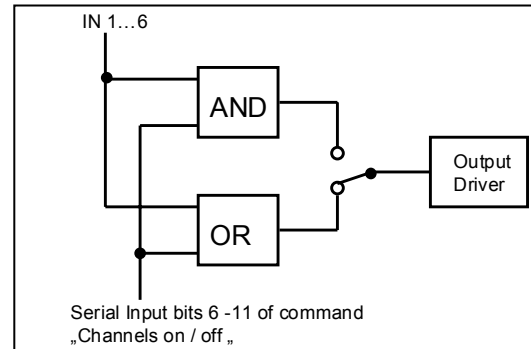 IN 1…6
AND
Output
Driver
OR
Serial Input bits 6 -11 of command
„Channels on / off „